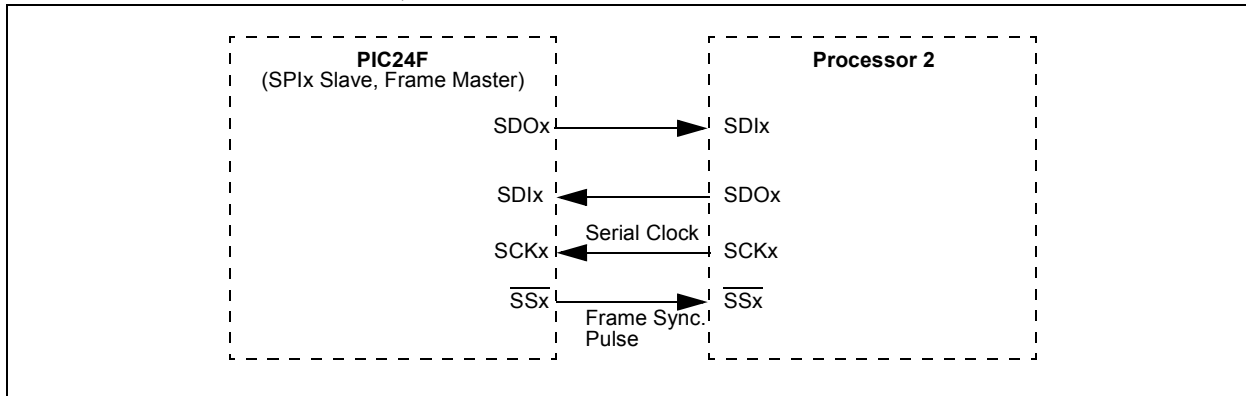 PIC24F
(SPIx Slave, Frame Master)
Processor 2
SDOx
SDIx
SDIx
SDOx
Serial Clock
SCKx
SCKx
SSx
SSx
Frame Sync.
Pulse